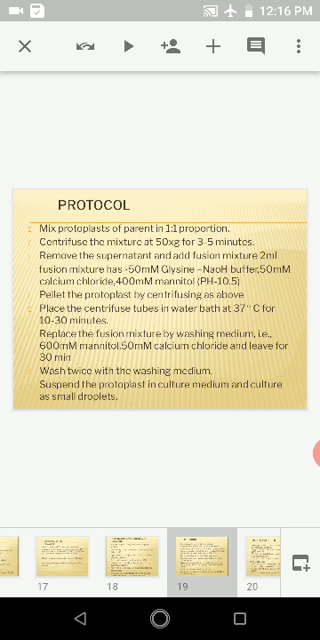 12:16 PM
PROTOCOL
Mix protoplasts of parent in 1:1 proportion.
Centrifuse the mixture at 50xg for 3-5 minutes.
Remove the supernatant and add fusion mixture 2ml
fusion mixture has -50mM Glysine –NaoH buffer,50mM
calcium chloride,400mM mannitol (PH-10.5)
Pellet the protoplast by centrifusing as above
Place the centrifuse tubes in water bath at 37° C for
10-30 minutes.
Replace the fusion mixture by washing medium, i.e.,
600mM mannitol.50mM calcium chloride and leave for
30 min
Wash twice with the washing medium.
Suspend the protoplast in culture medium and culture
as small droplets.
17
18
19
20